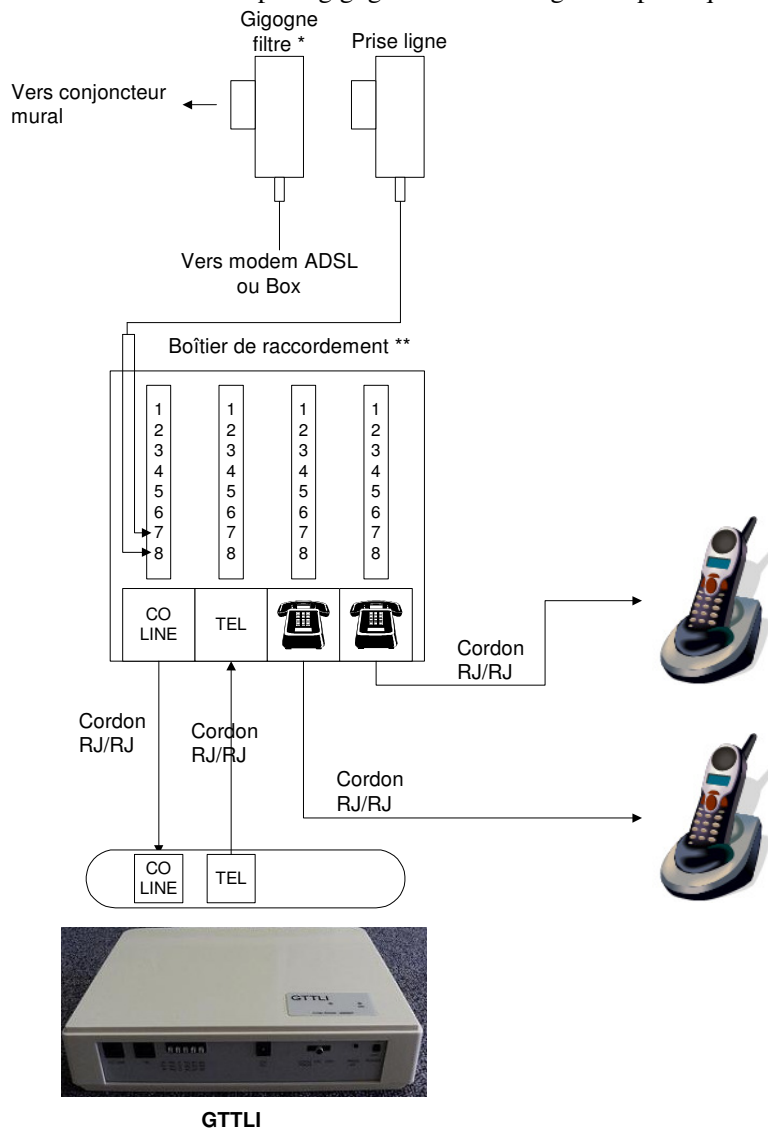 Gigogne
filtre *
Prise ligne
Vers conjoncteur
mural
Vers modem ADSL
ou Box
Boîtier de raccordement **
1 1 1 1
2 2 2 2
3 3 3 3
4 4 4 4
5 5 5 5
6 6 6 6
7 7 7 7
8 8 8 8
CO
LINE
TEL
Cordon
RJ/RJ
Cordon
RJ/RJ
Cordon
RJ/RJ
Cordon
RJ/RJ
CO
LINE
TEL
GTTLI
GTTLI